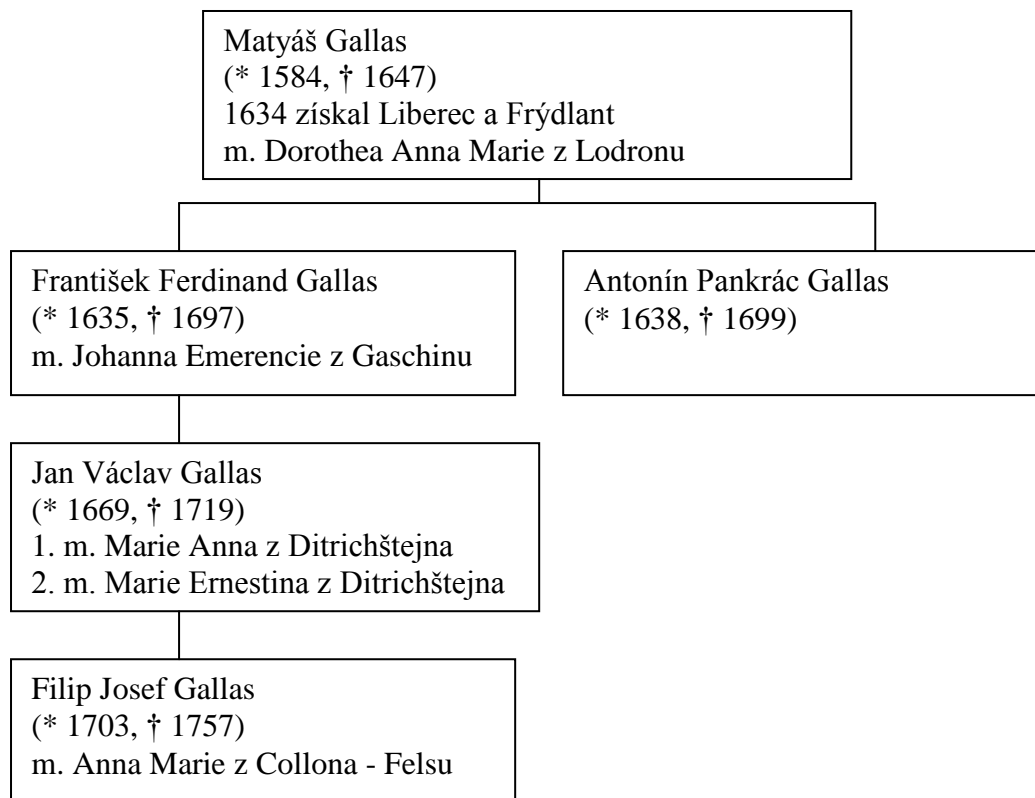 Matyáš Gallas
(* 1584, † 1647)
1634 získal Liberec a Frýdlant
m. Dorothea Anna Marie z Lodronu
František Ferdinand Gallas
(* 1635, † 1697)
m. Johanna Emerencie z Gaschinu
Antonín Pankrác Gallas
(* 1638, † 1699)
Jan Václav Gallas
(* 1669, † 1719)
1. m. Marie Anna z Ditrichštejna
2. m. Marie Ernestina z Ditrichštejna
Filip Josef Gallas
(* 1703, † 1757)
m. Anna Marie z Collona - Felsu